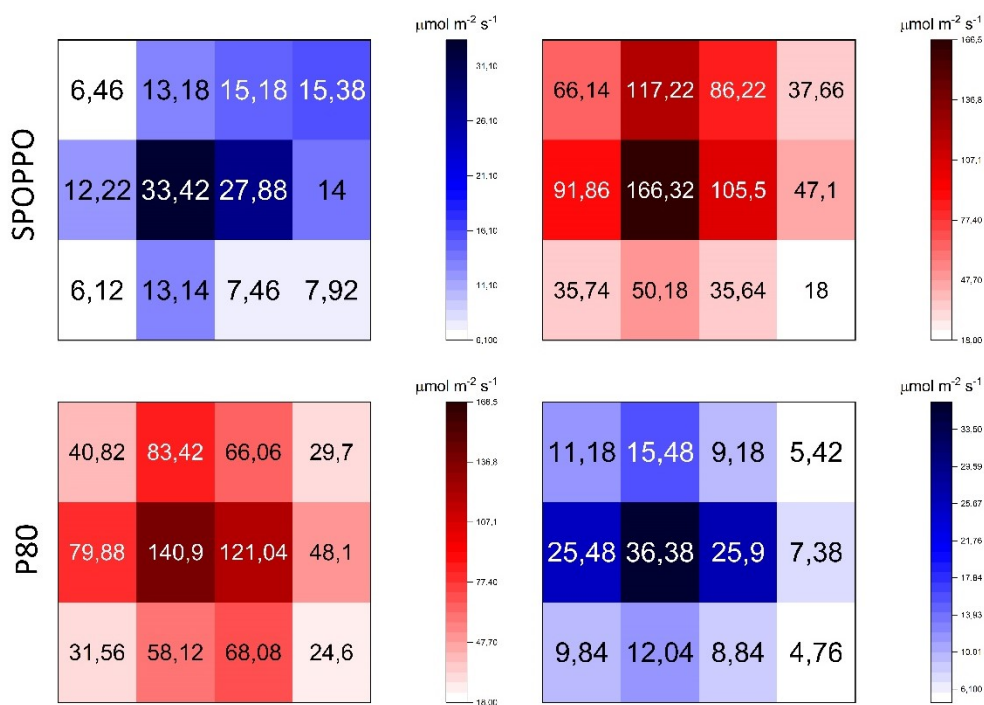 SPOPPO
6,46 13,18 15,18 15,38
12,22 33,42 27,88 14
6,12 13,14 7,46 7,92
μmol m⁻² s⁻¹
31,10
26,10
21,10
16,10
11,10
6,100
66,14 117,22 86,22 37,66
91,86 166,32 105,5 47,1
35,74 50,18 35,64 18
μmol m⁻² s⁻¹
166,5
136,8
107,1
77,40
47,70
18,00
P80
40,82 83,42 66,06 29,7
79,88 140,9 121,04 48,1
31,56 58,12 68,08 24,6
μmol m⁻² s⁻¹
166,5
136,8
107,1
77,40
47,70
18,00
11,18 15,48 9,18 5,42
25,48 36,38 25,9 7,38
9,84 12,04 8,84 4,76
μmol m⁻² s⁻¹
33,50
29,59
25,67
21,76
17,84
13,93
10,01
6,100